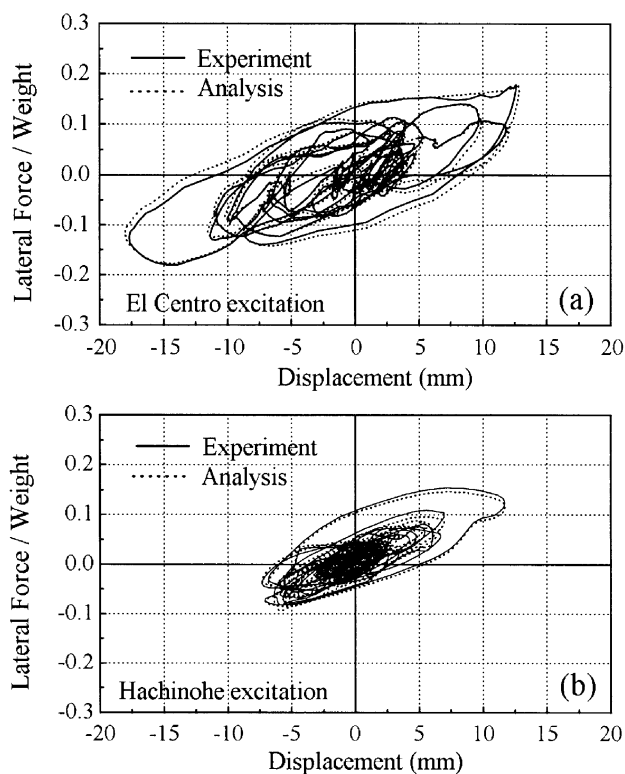 0.3
Experiment
0.2
Analysis
0.1
0.0
-0.1
-0.2
El Centro excitation
(a)
-0.3
-20 -15 -10 -5 0 5 10 15 20
Displacement (mm)
Lateral Force / Weight
0.3
Experiment
0.2
Analysis
0.1
0.0
-0.1
-0.2
Hachinohe excitation
(b)
-0.3
-20 -15 -10 -5 0 5 10 15 20
Displacement (mm)
Lateral Force / Weight